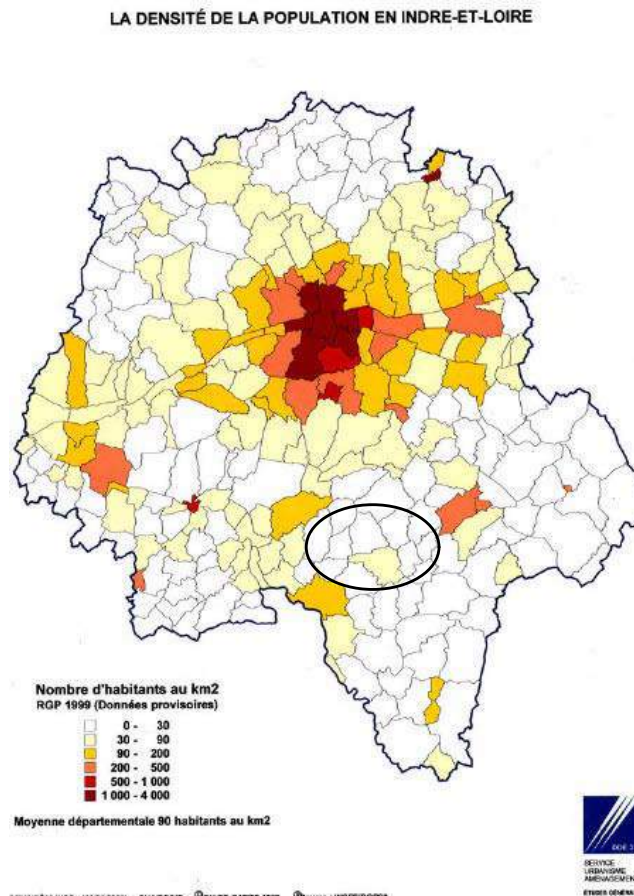 LA DENSITÉ DE LA POPULATION EN INDRE-ET-LOIRE
Nombre d'habitants au km2
RGP 1999 (Données provisoires)
0 - 30
30 - 90
90 - 200
200 - 500
500 - 1 000
1 000 - 4 000
Moyenne départementale 90 habitants au km2
SERVICE
URBANISME
AMÉNAGEMENT